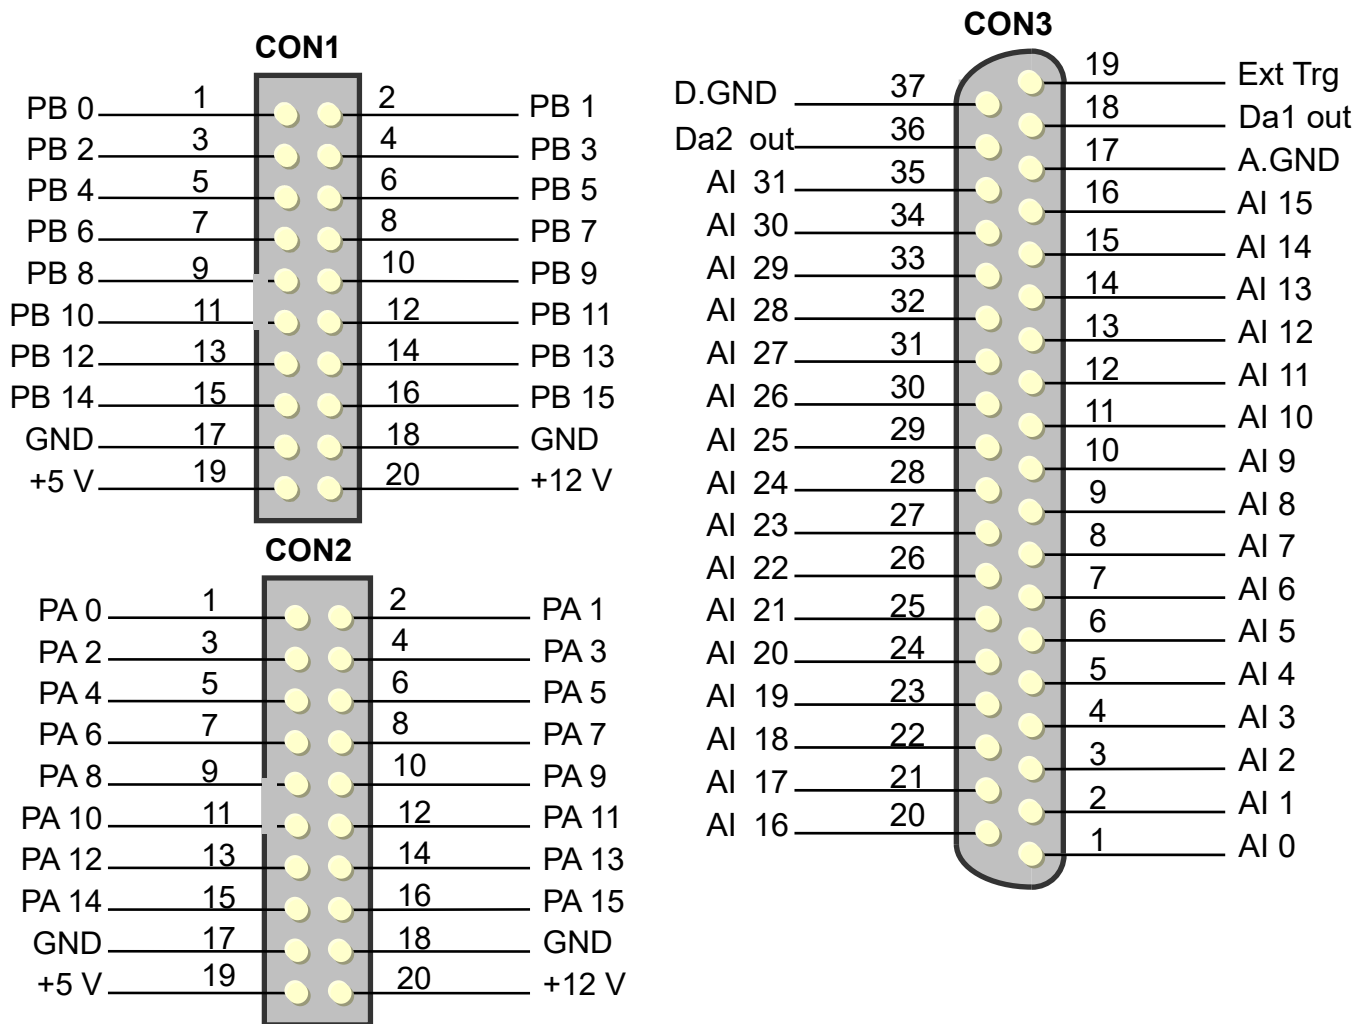 CON1
PB 0 1 2 PB 1
PB 2 3 4 PB 3
PB 4 5 6 PB 5
PB 6 7 8 PB 7
PB 8 9 10 PB 9
PB 10 11 12 PB 11
PB 12 13 14 PB 13
PB 14 15 16 PB 15
GND 17 18 GND
+5 V 19 20 +12 V
CON2
PA 0 1 2 PA 1
PA 2 3 4 PA 3
PA 4 5 6 PA 5
PA 6 7 8 PA 7
PA 8 9 10 PA 9
PA 10 11 12 PA 11
PA 12 13 14 PA 13
PA 14 15 16 PA 15
GND 17 18 GND
+5 V 19 20 +12 V
CON3
19 Ext Trg
D.GND 37
18 Da1 out
Da2 out 36
17 A.GND
AI 31 35
16 AI 15
AI 30 34
15 AI 14
AI 29 33
14 AI 13
AI 28 32
13 AI 12
AI 27 31
12 AI 11
AI 26 30
11 AI 10
AI 25 29
10 AI 9
AI 24 28
9 AI 8
AI 23 27
8 AI 7
AI 22 26
7 AI 6
AI 21 25
6 AI 5
AI 20 24
5 AI 4
AI 19 23
4 AI 3
AI 18 22
3 AI 2
AI 17 21
2 AI 1
AI 16 20
1 AI 0